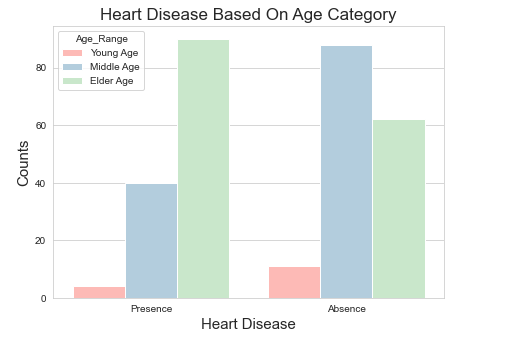 Heart Disease Based On Age Category
Age_Range
Young Age
Middle Age
Elder Age
Counts
80
60
40
20
0
Presence
Absence
Heart Disease